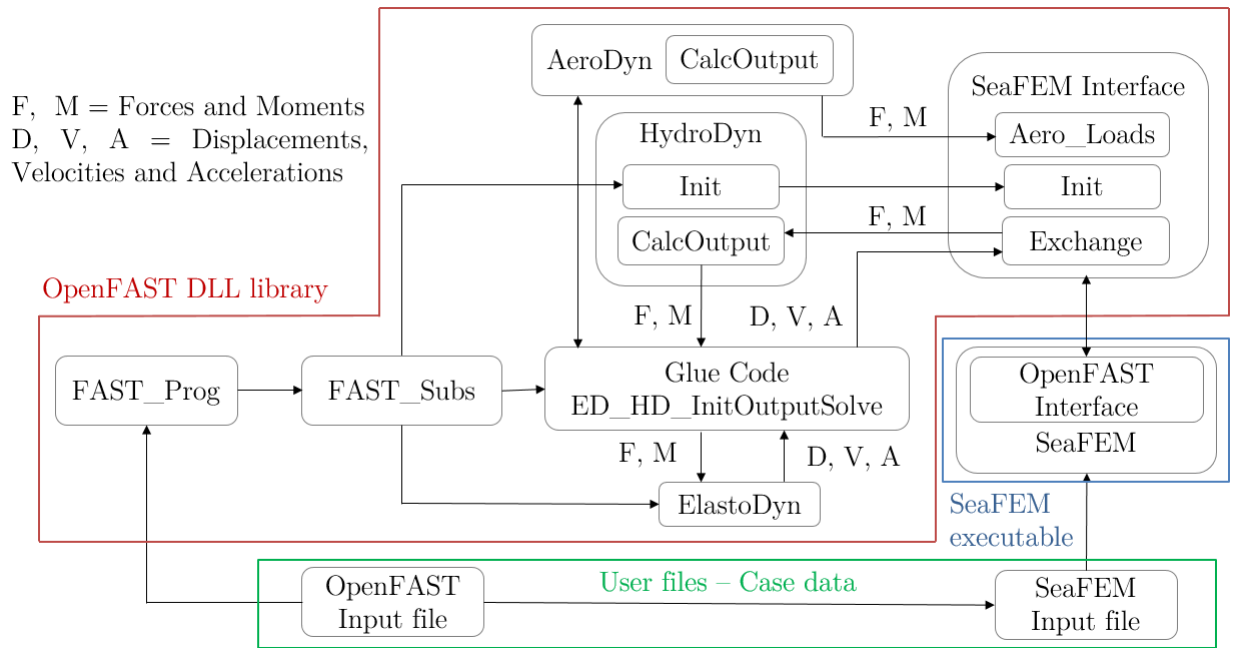 AeroDyn
CalcOutput
SeaFEM Interface
F, M = Forces and Moments
D, V, A = Displacements,
Velocities and Accelerations
F, M
Aero_Loads
HydroDyn
Init
Init
F, M
CalcOutput
Exchange
OpenFAST DLL library
F, M
D, V, A
FAST_Prog
FAST_Subs
Glue Code
ED_HD_InitOutputSolve
OpenFAST
Interface
SeaFEM
F, M
D, V, A
ElastoDyn
SeaFEM
executable
OpenFAST
Input file
User files – Case data
SeaFEM
Input file